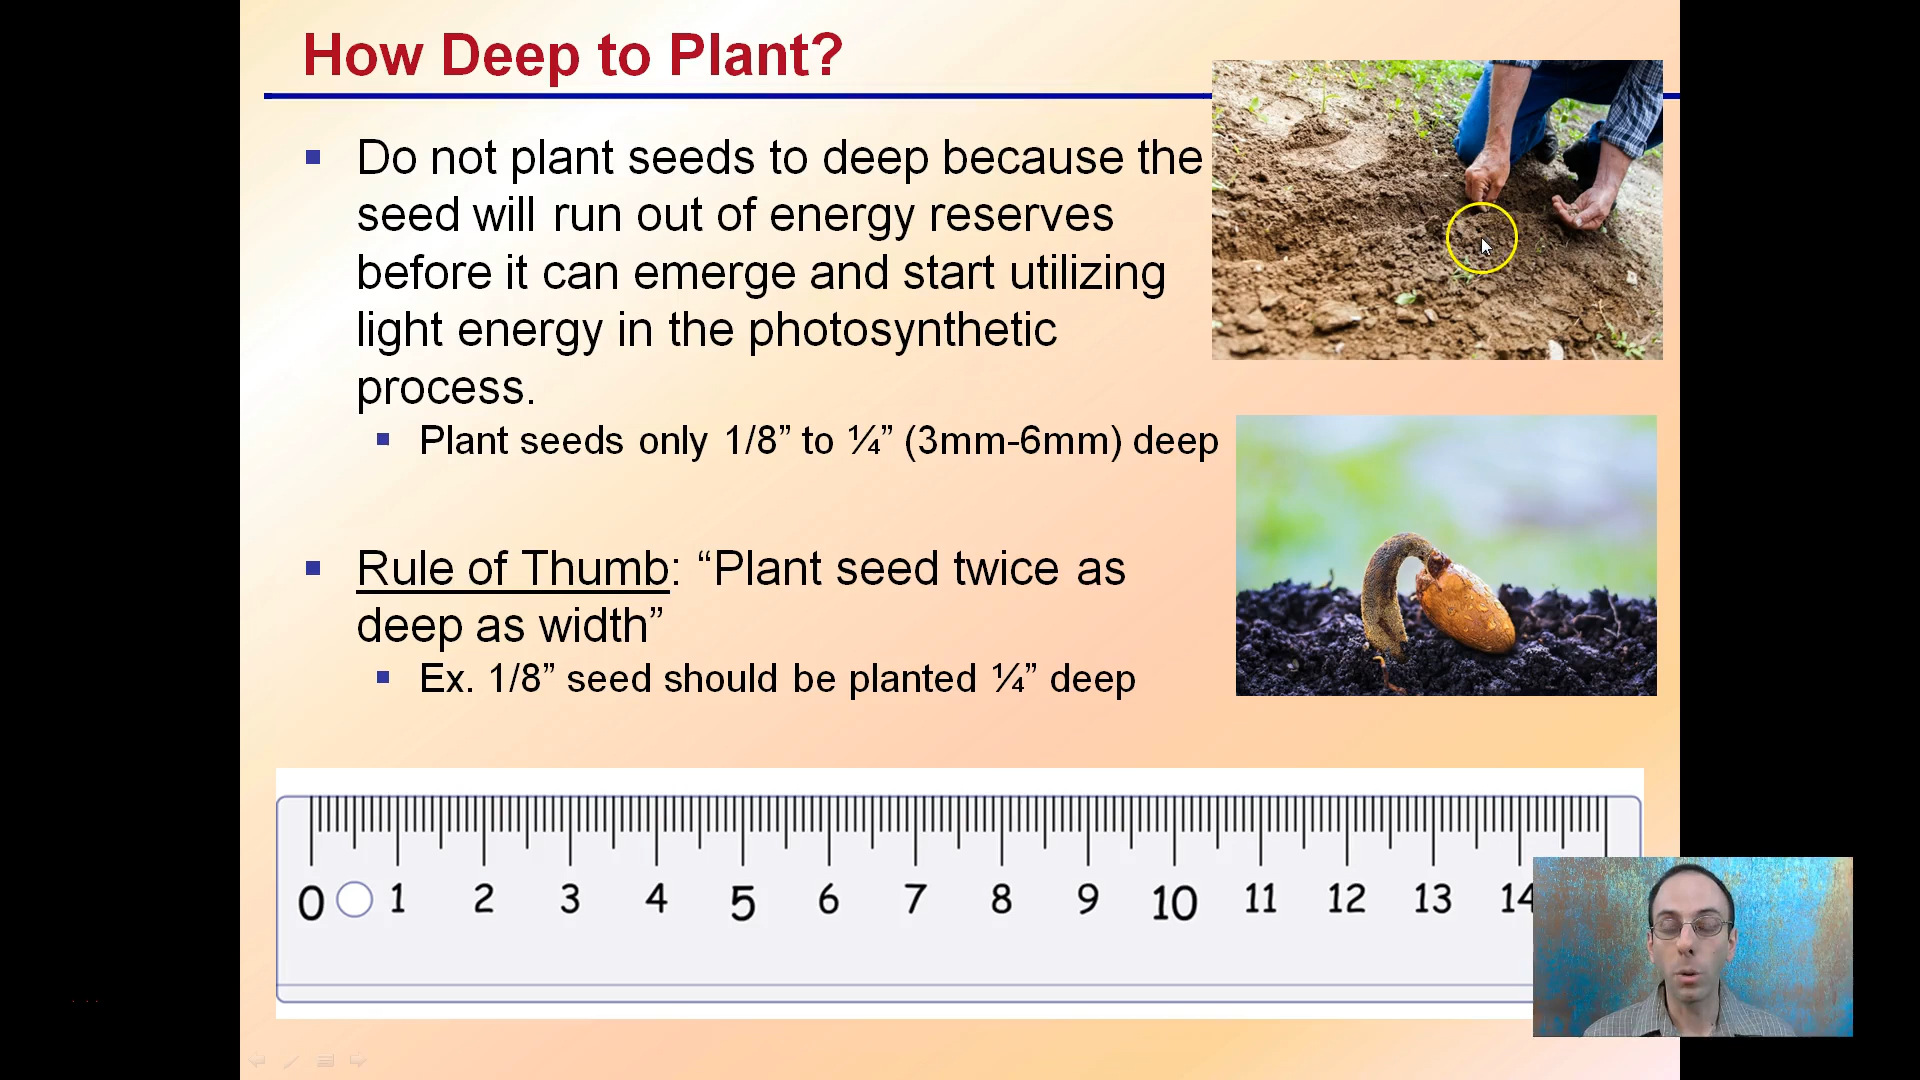 How Deep to Plant?
Do not plant seeds to deep because the
seed will run out of energy reserves
before it can emerge and start utilizing
light energy in the photosynthetic
process.
Plant seeds only 1/8” to ¼” (3mm-6mm) deep
Rule of Thumb: “Plant seed twice as
deep as width”
Ex. 1/8” seed should be planted ¼” deep
0 1 2 3 4 5 6 7 8 9 10 11 12 13 14